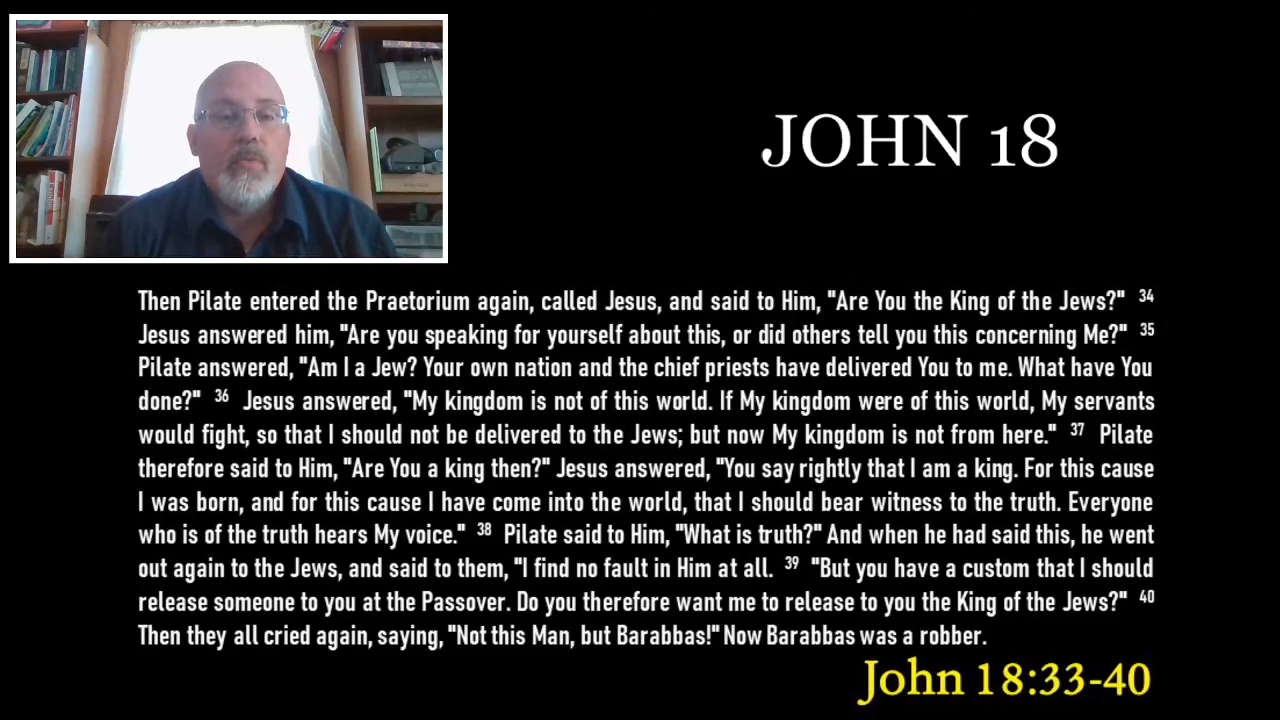 JOHN 18
Then Pilate entered the Praetorium again, called Jesus, and said to Him, "Are You the King of the Jews?" 34
Jesus answered him, "Are you speaking for yourself about this, or did others tell you this concerning Me?" 35
Pilate answered, "Am I a Jew? Your own nation and the chief priests have delivered You to me. What have You
done?" 36 Jesus answered, "My kingdom is not of this world. If My kingdom were of this world, My servants
would fight, so that I should not be delivered to the Jews; but now My kingdom is not from here." 37 Pilate
therefore said to Him, "Are You a king then?" Jesus answered, "You say rightly that I am a king. For this cause
I was born, and for this cause I have come into the world, that I should bear witness to the truth. Everyone
who is of the truth hears My voice." 38 Pilate said to Him, "What is truth?" And when he had said this, he went
out again to the Jews, and said to them, "I find no fault in Him at all. 39 "But you have a custom that I should
release someone to you at the Passover. Do you therefore want me to release to you the King of the Jews?" 40
Then they all cried again, saying, "Not this Man, but Barabbas!" Now Barabbas was a robber.
John 18:33-40